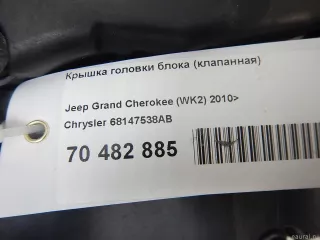 Крышка головки блока (клапанная)
Jeep Grand Cherokee (WK2) 2010>
Chrysler 68147538AB
70 482 885